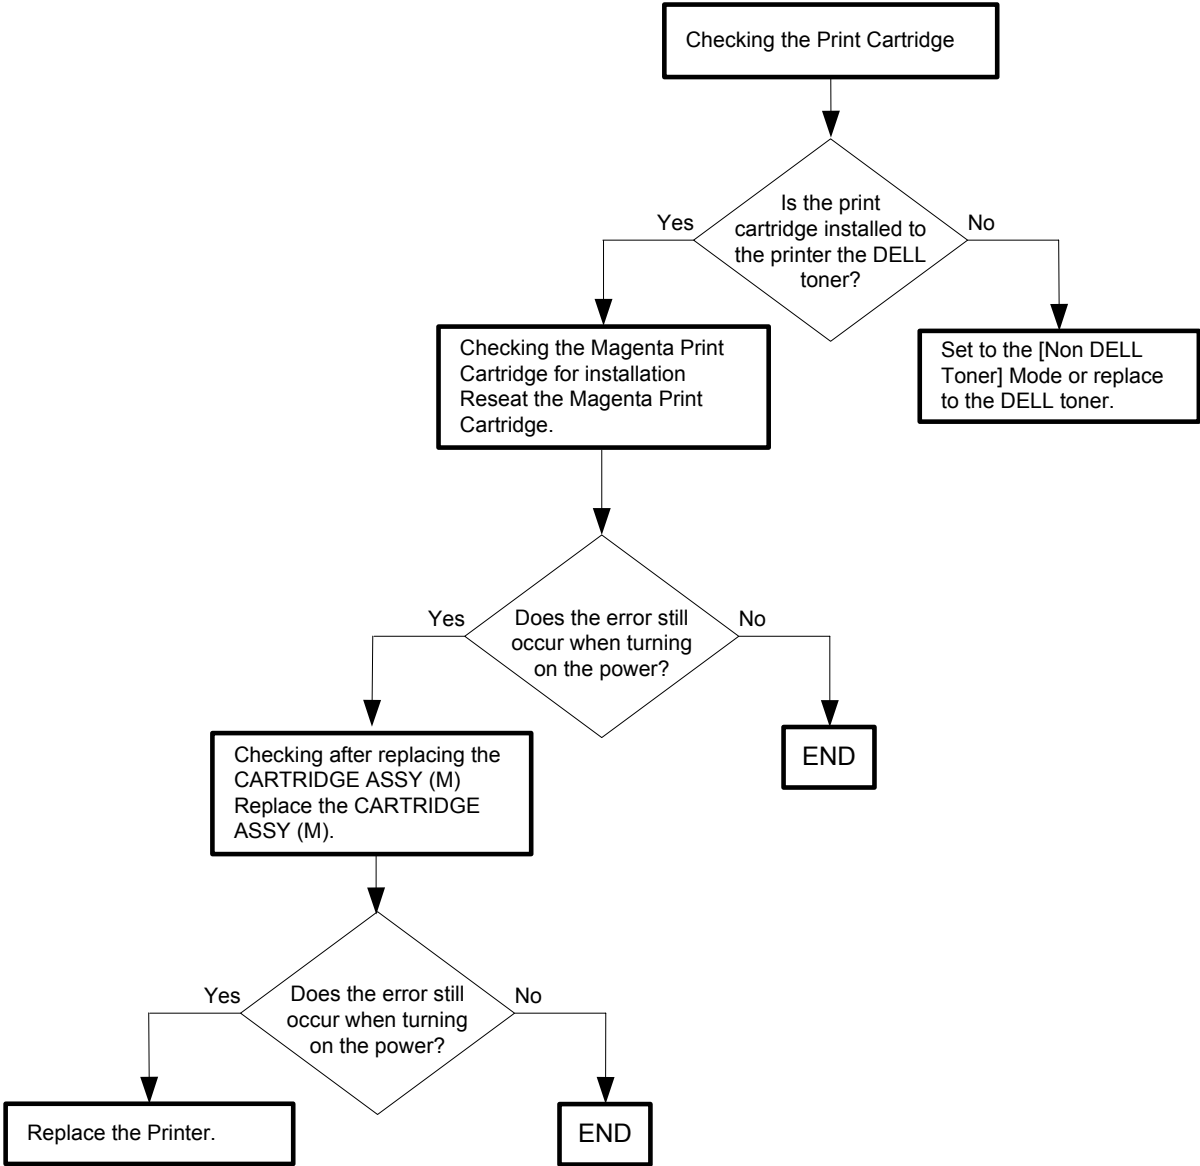 Checking the Print Cartridge
Is the print
cartridge installed to
the printer the DELL
toner?
Yes
No
Checking the Magenta Print
Cartridge for installation
Reseat the Magenta Print
Cartridge.
Set to the [Non DELL
Toner] Mode or replace
to the DELL toner.
Does the error still
occur when turning
on the power?
Yes
No
Checking after replacing the
CARTRIDGE ASSY (M)
Replace the CARTRIDGE
ASSY (M).
END
Does the error still
occur when turning
on the power?
Yes
No
Replace the Printer.
END